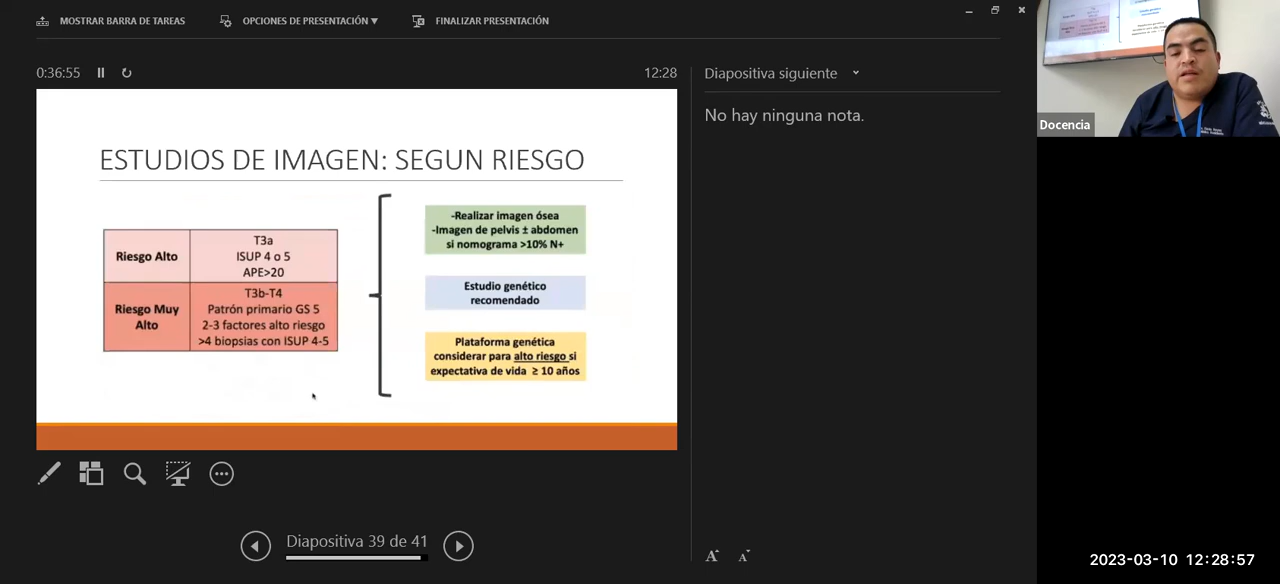 MOSTRAR BARRA DE TAREAS
OPCIONES DE PRESENTACIÓN ▼
FINALIZAR PRESENTACIÓN
0:36:55
12:28
Diapositiva siguiente
No hay ninguna nota.
ESTUDIOS DE IMAGEN: SEGUN RIESGO
Riesgo Alto
T3a
ISUP 4 o 5
APE>20
Riesgo Muy
Alto
T3b-T4
Patrón primario GS 5
2-3 factores alto riesgo
>4 biopsias con ISUP 4-5
-Realizar imagen ósea
-Imagen de pelvis ± abdomen
si nomograma >10% N+
Estudio genético
recomendado
Plataforma genética
considerar para alto riesgo si
expectativa de vida ≥ 10 años
Diapositiva 39 de 41
A A
Docencia
2023-03-10 12:28:57